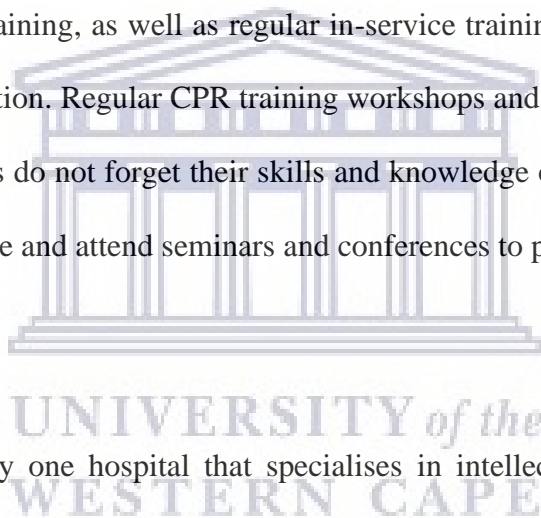 aining, as well as regular in-service trainin
tion. Regular CPR training workshops and
s do not forget their skills and knowledge
e and attend seminars and conferences to p
UNIVERSITY of the
y one hospital that specialises in intellec
WESTERN CAPE